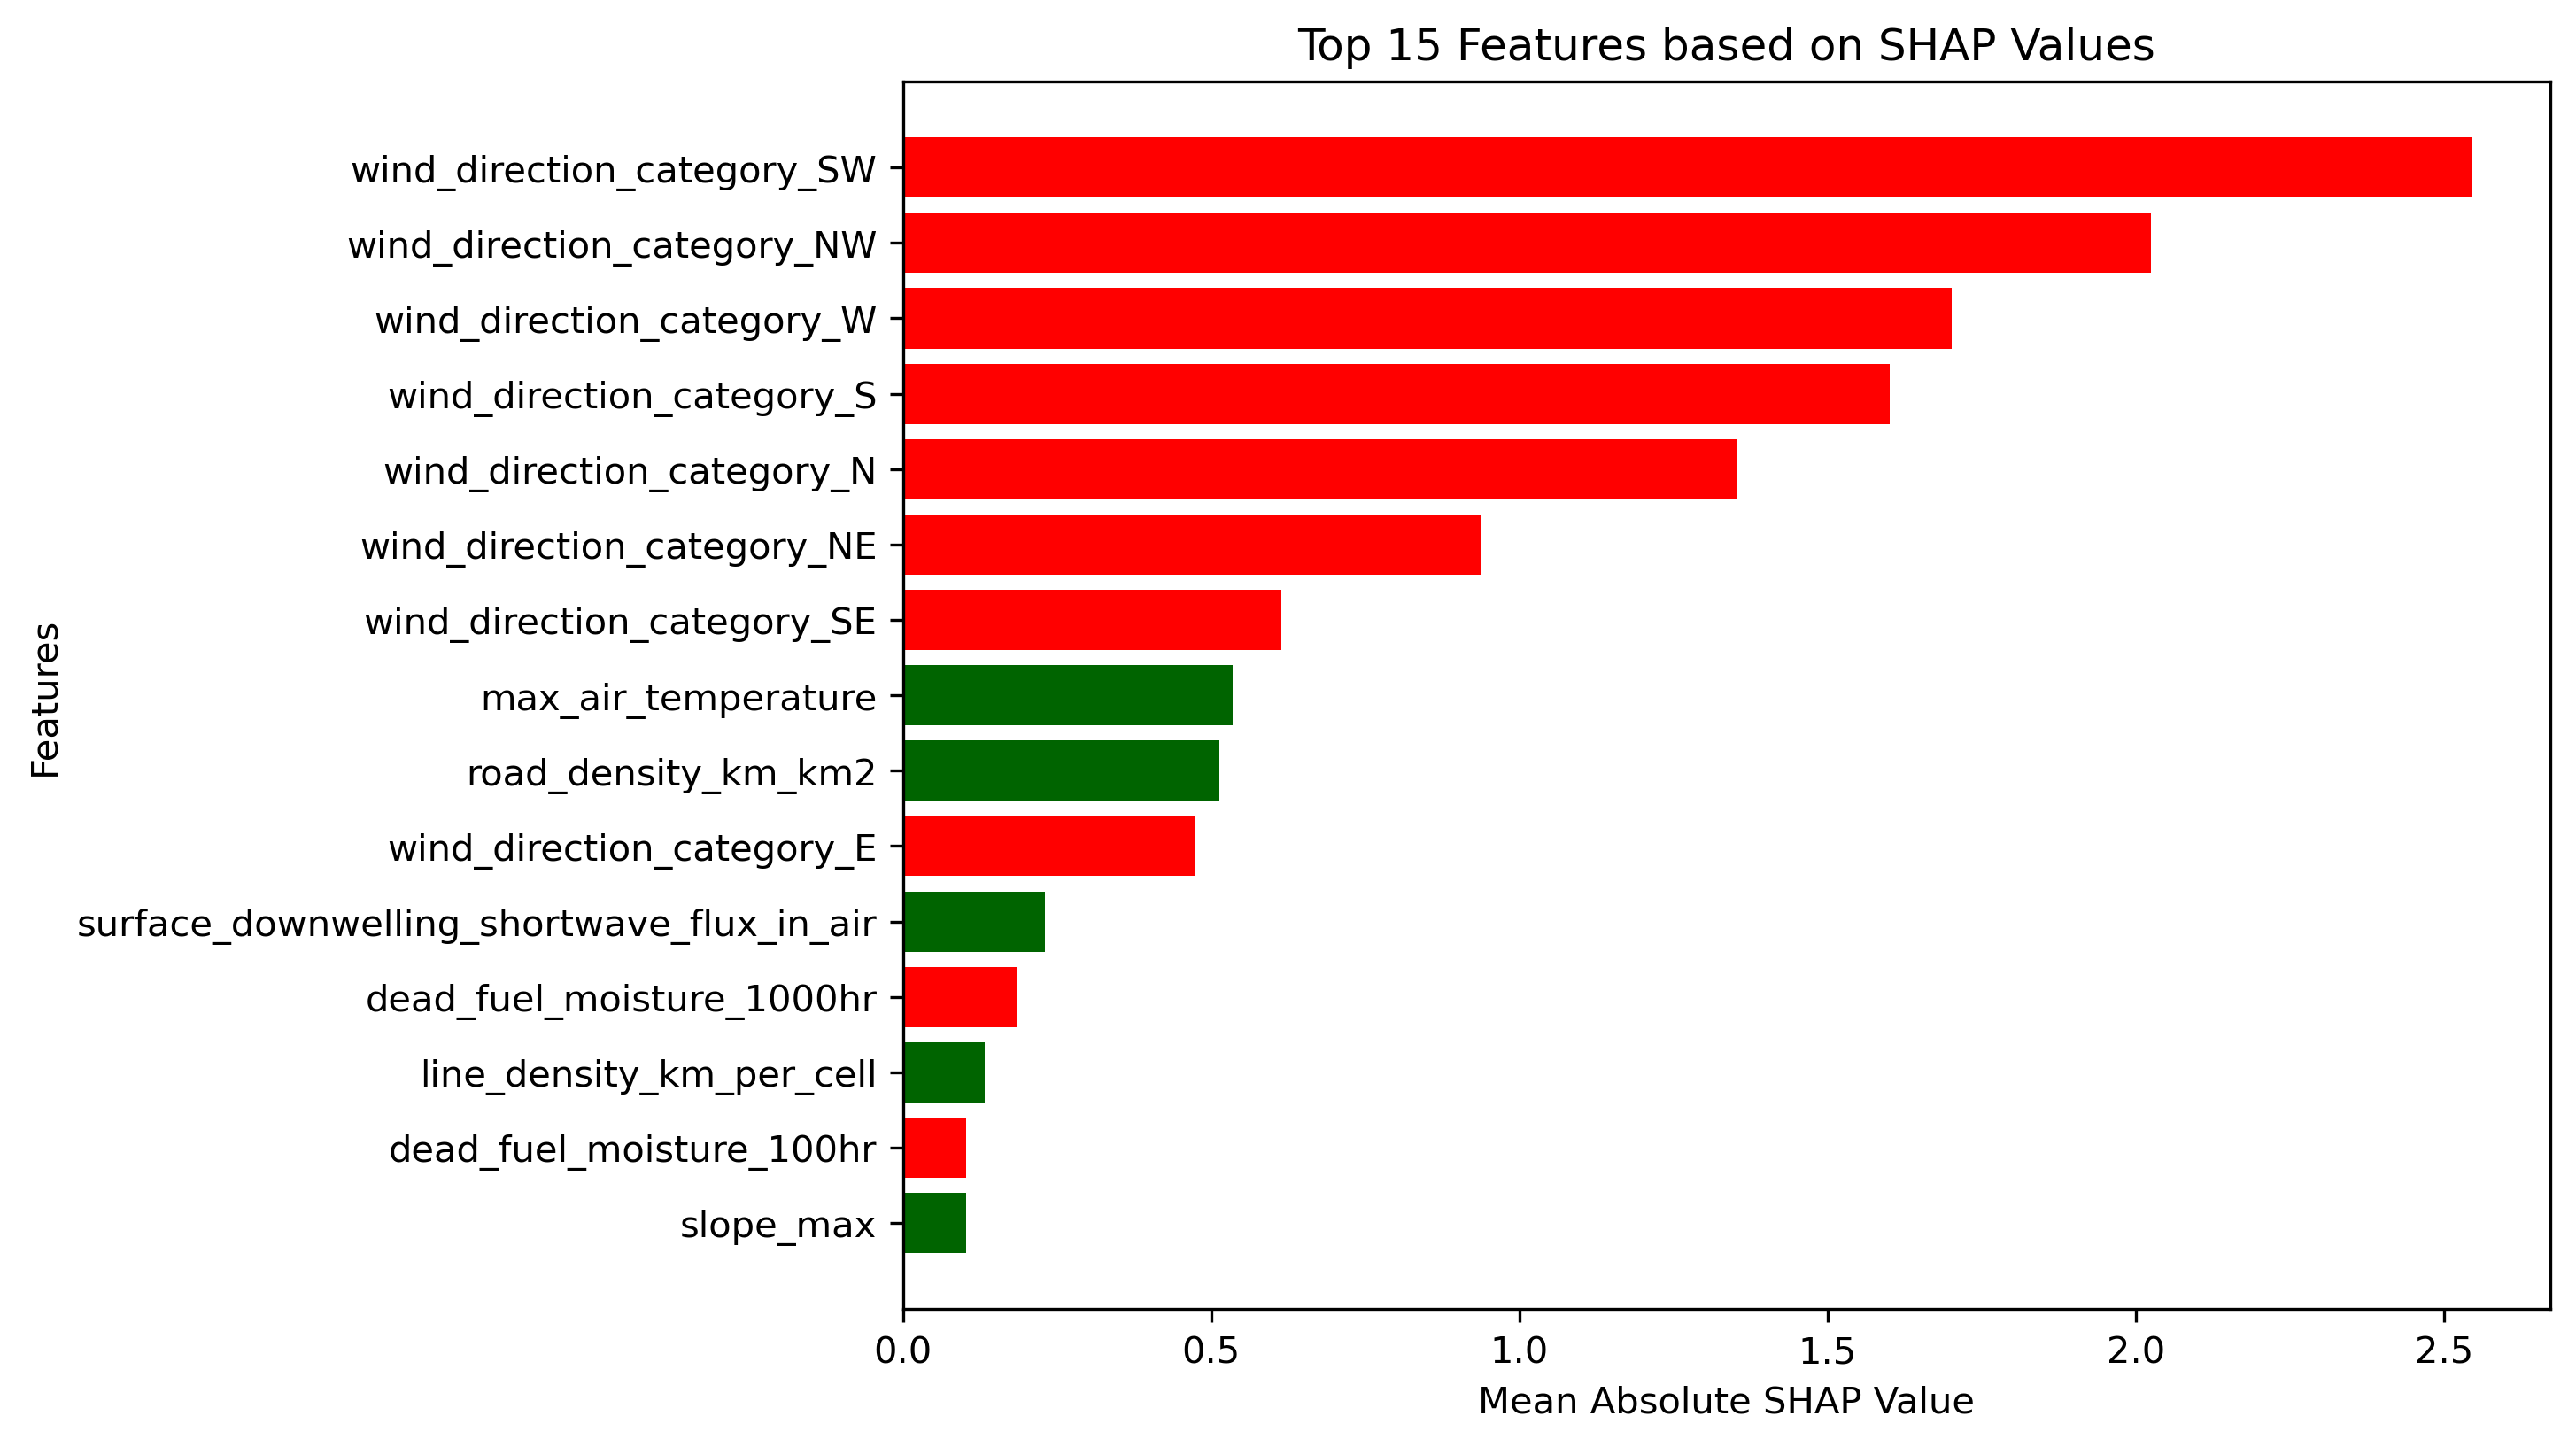 Top 15 Features based on SHAP Values
Features
wind_direction_category_SW
wind_direction_category_NW
wind_direction_category_W
wind_direction_category_S
wind_direction_category_N
wind_direction_category_NE
wind_direction_category_SE
max_air_temperature
road_density_km_km2
wind_direction_category_E
surface_downwelling_shortwave_flux_in_air
dead_fuel_moisture_1000hr
line_density_km_per_cell
dead_fuel_moisture_100hr
slope_max
0.0 0.5 1.0 1.5 2.0 2.5
Mean Absolute SHAP Value